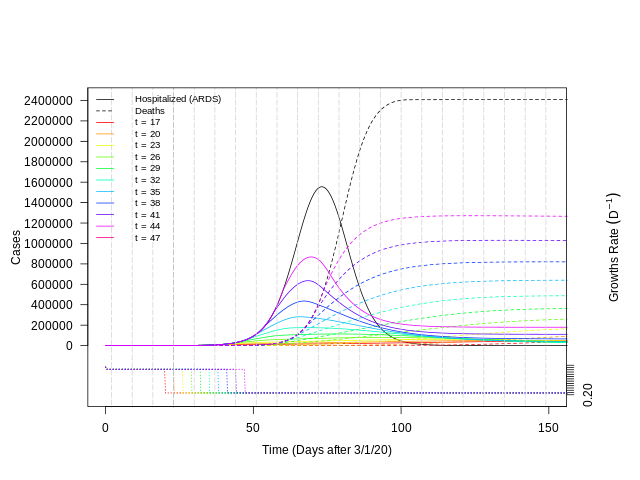 Hospitalized (ARDS)
Deaths
t = 17
t = 20
t = 23
t = 26
t = 29
t = 32
t = 35
t = 38
t = 41
t = 44
t = 47
2400000
2200000
2000000
1800000
1600000
1400000
1200000
1000000
800000
600000
400000
200000
0
Cases
Growths Rate (D⁻¹)
0.20
0
50
100
150
Time (Days after 3/1/20)